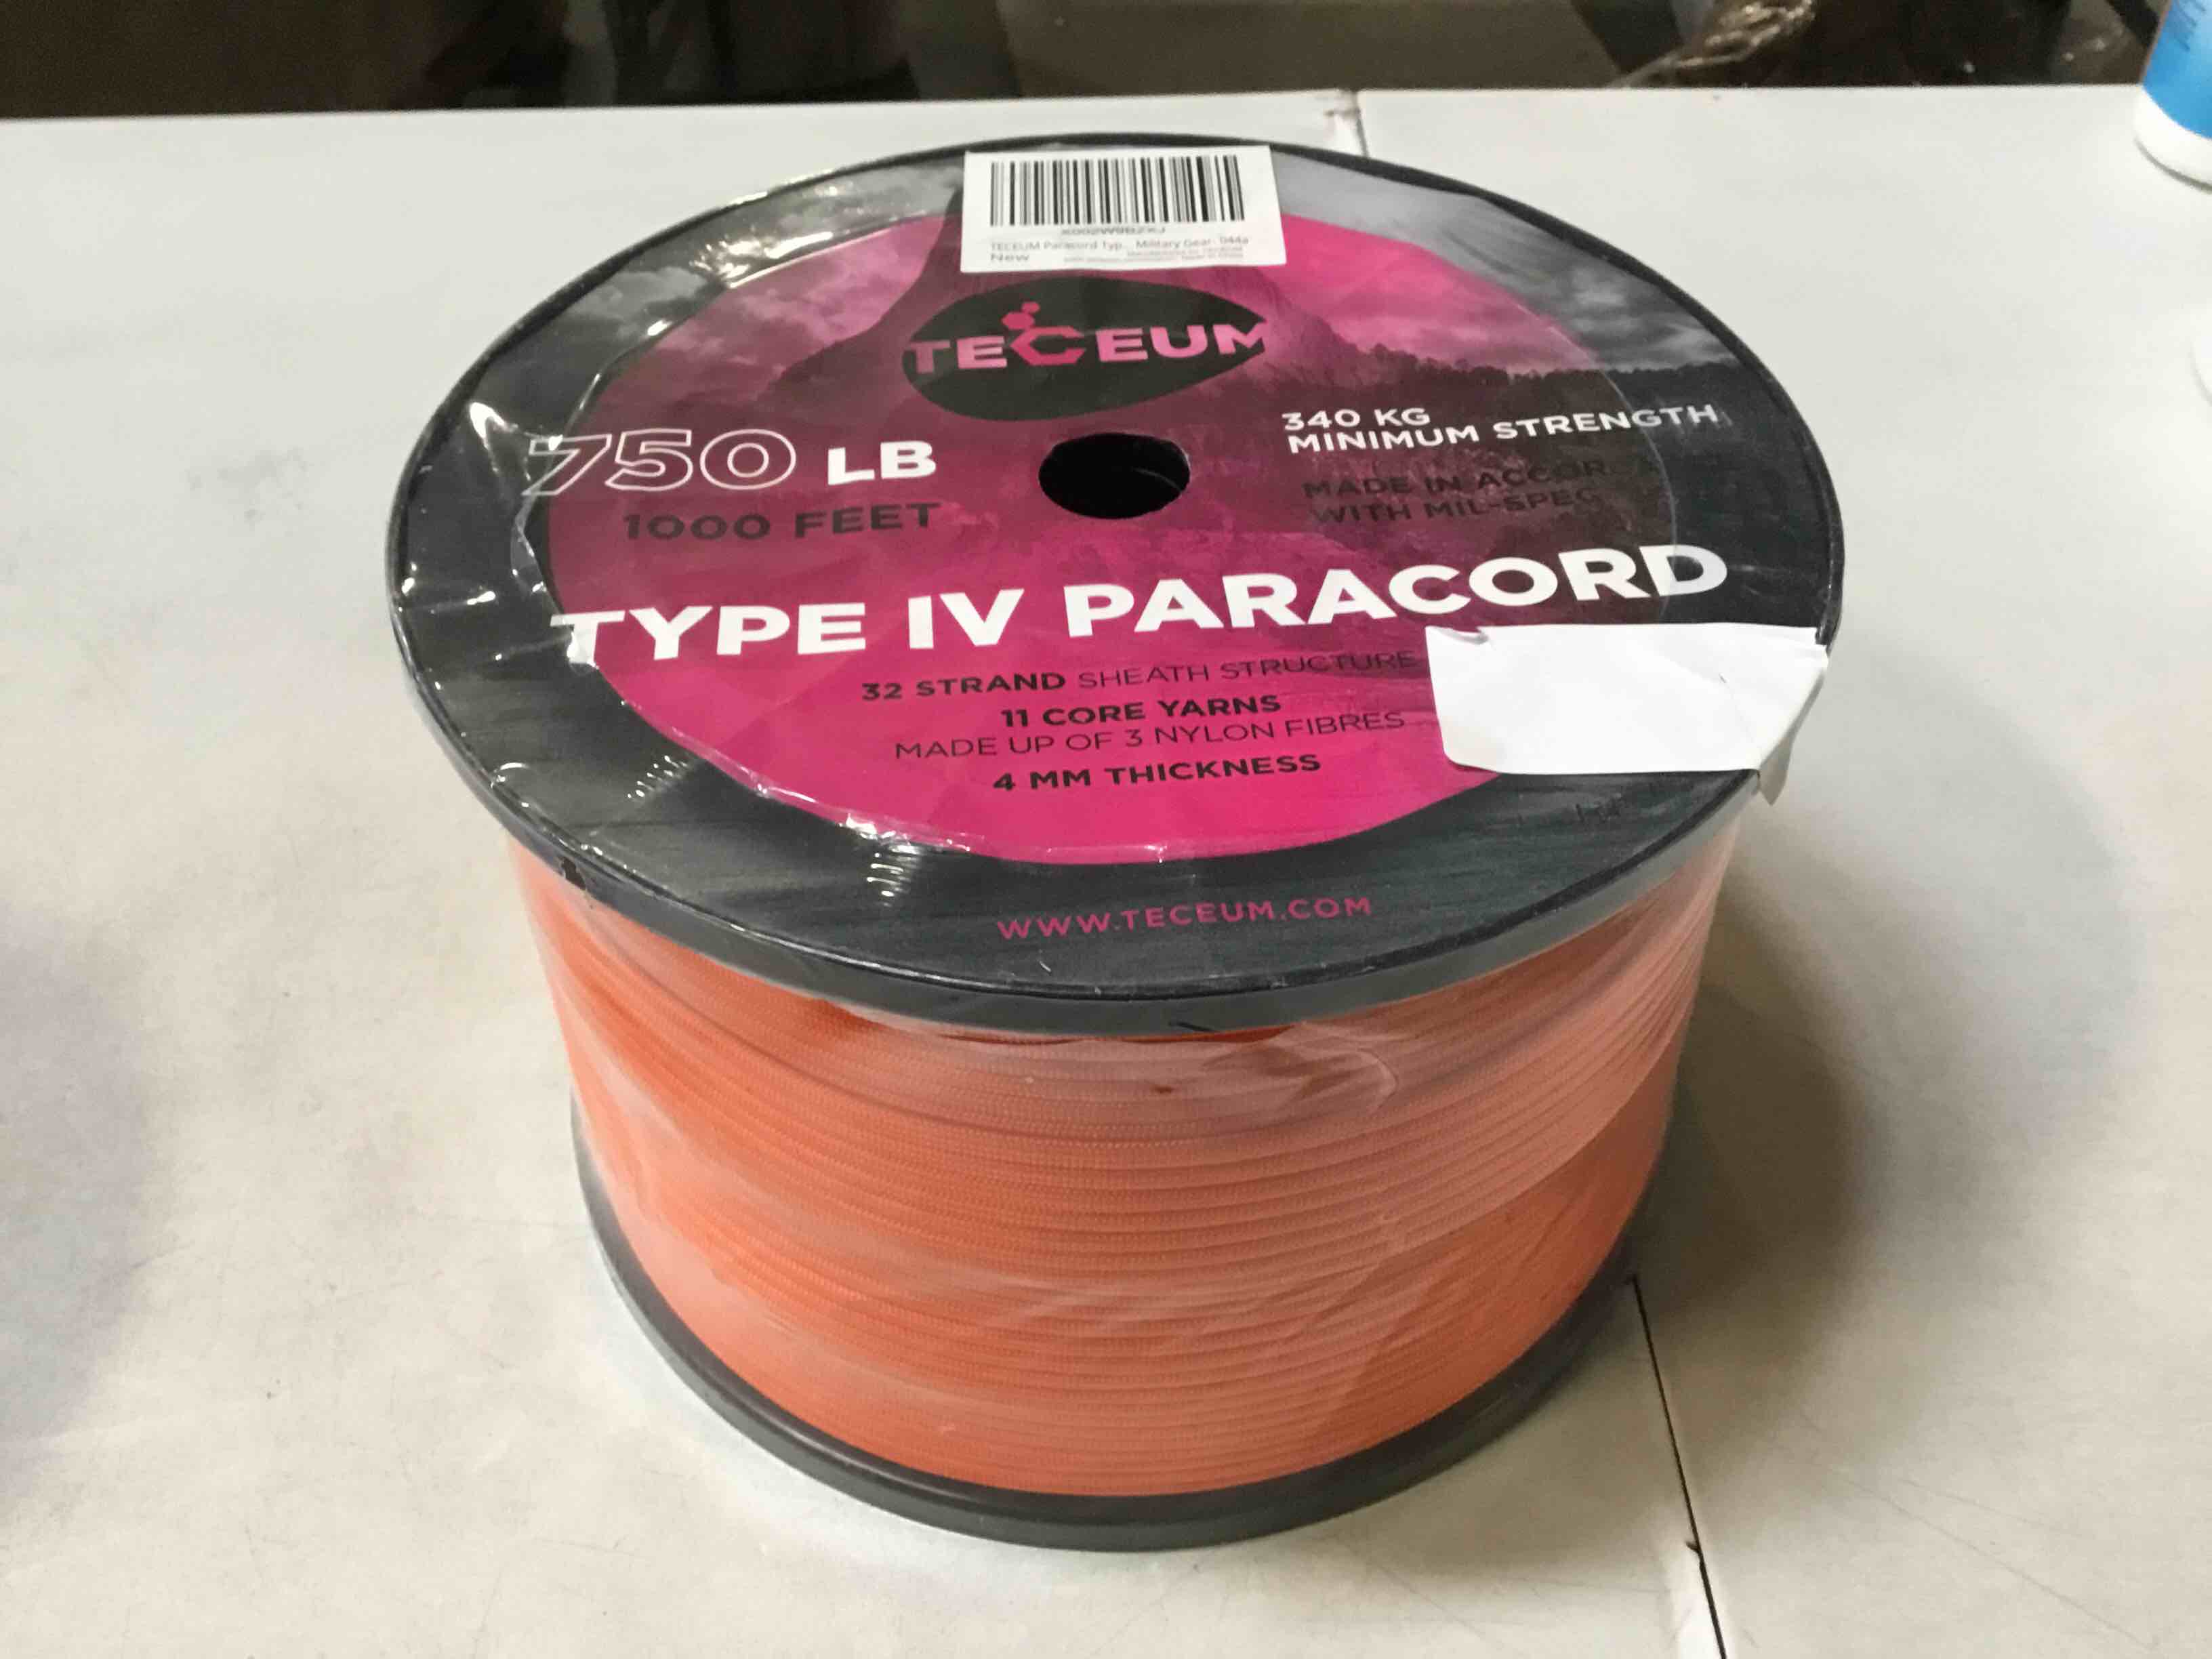 TECEUM Paracord Typ... Military Gear- 044a
New
TECEUM
750 LB
1000 FEET
340 KG
MINIMUM STRENGTH
MADE IN ACCOR
WITH MIL-SPEC
TYPE IV PARACORD
32 STRAND SHEATH STRUCTURE
11 CORE YARNS
MADE UP OF 3 NYLON FIBRES
4 MM THICKNESS
WWW.TECEUM.COM